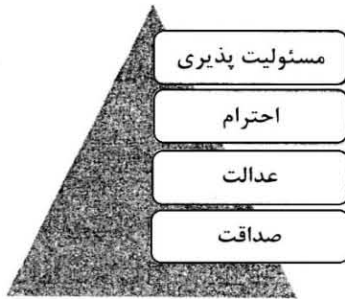 مسئولیت پذیری
احترام
عدالت
صداقت